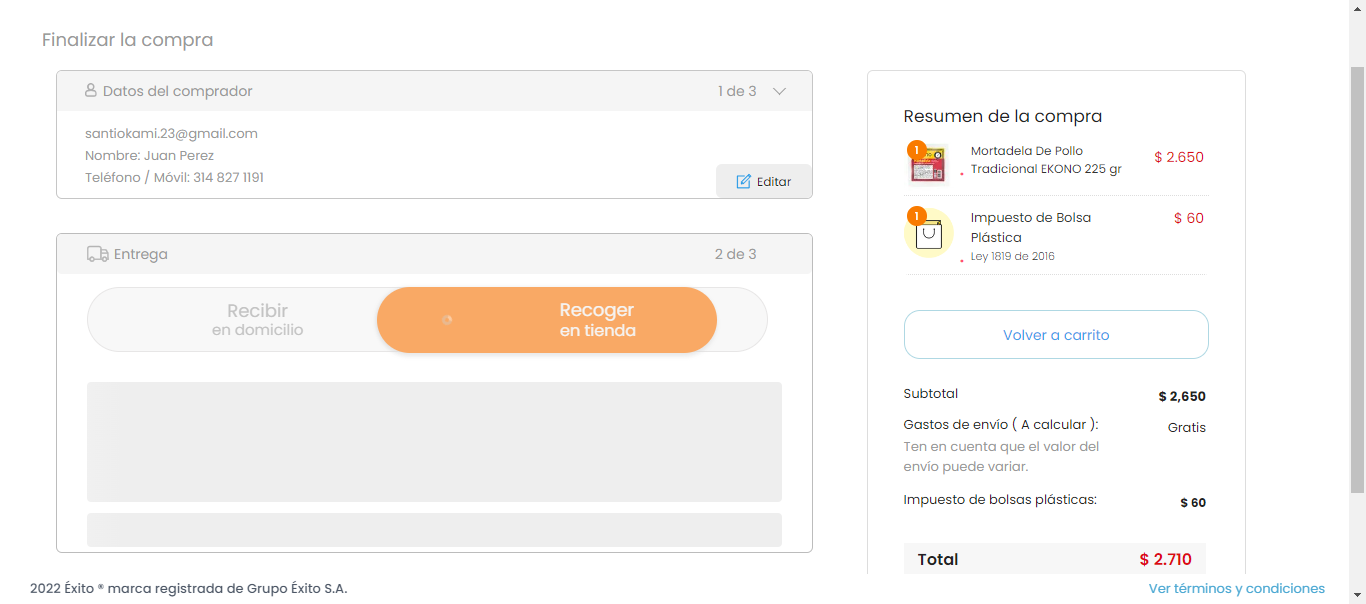 Finalizar la compra
Datos del comprador
1 de 3
santiokami.23@gmail.com
Nombre: Juan Perez
Teléfono / Móvil: 314 827 1191
Editar
Entrega
2 de 3
Recibir
en domicilio
Recoger
en tienda
Resumen de la compra
1
Mortadela De Pollo
Tradicional EKONO 225 gr
$ 2.650
1
Impuesto de Bolsa
Plástica
Ley 1819 de 2016
$ 60
Volver a carrito
Subtotal
$ 2,650
Gastos de envío ( A calcular ):
Gratis
Ten en cuenta que el valor del
envío puede variar.
Impuesto de bolsas plásticas:
$ 60
Total
$ 2.710
2022 Éxito ® marca registrada de Grupo Éxito S.A.
Ver términos y condiciones